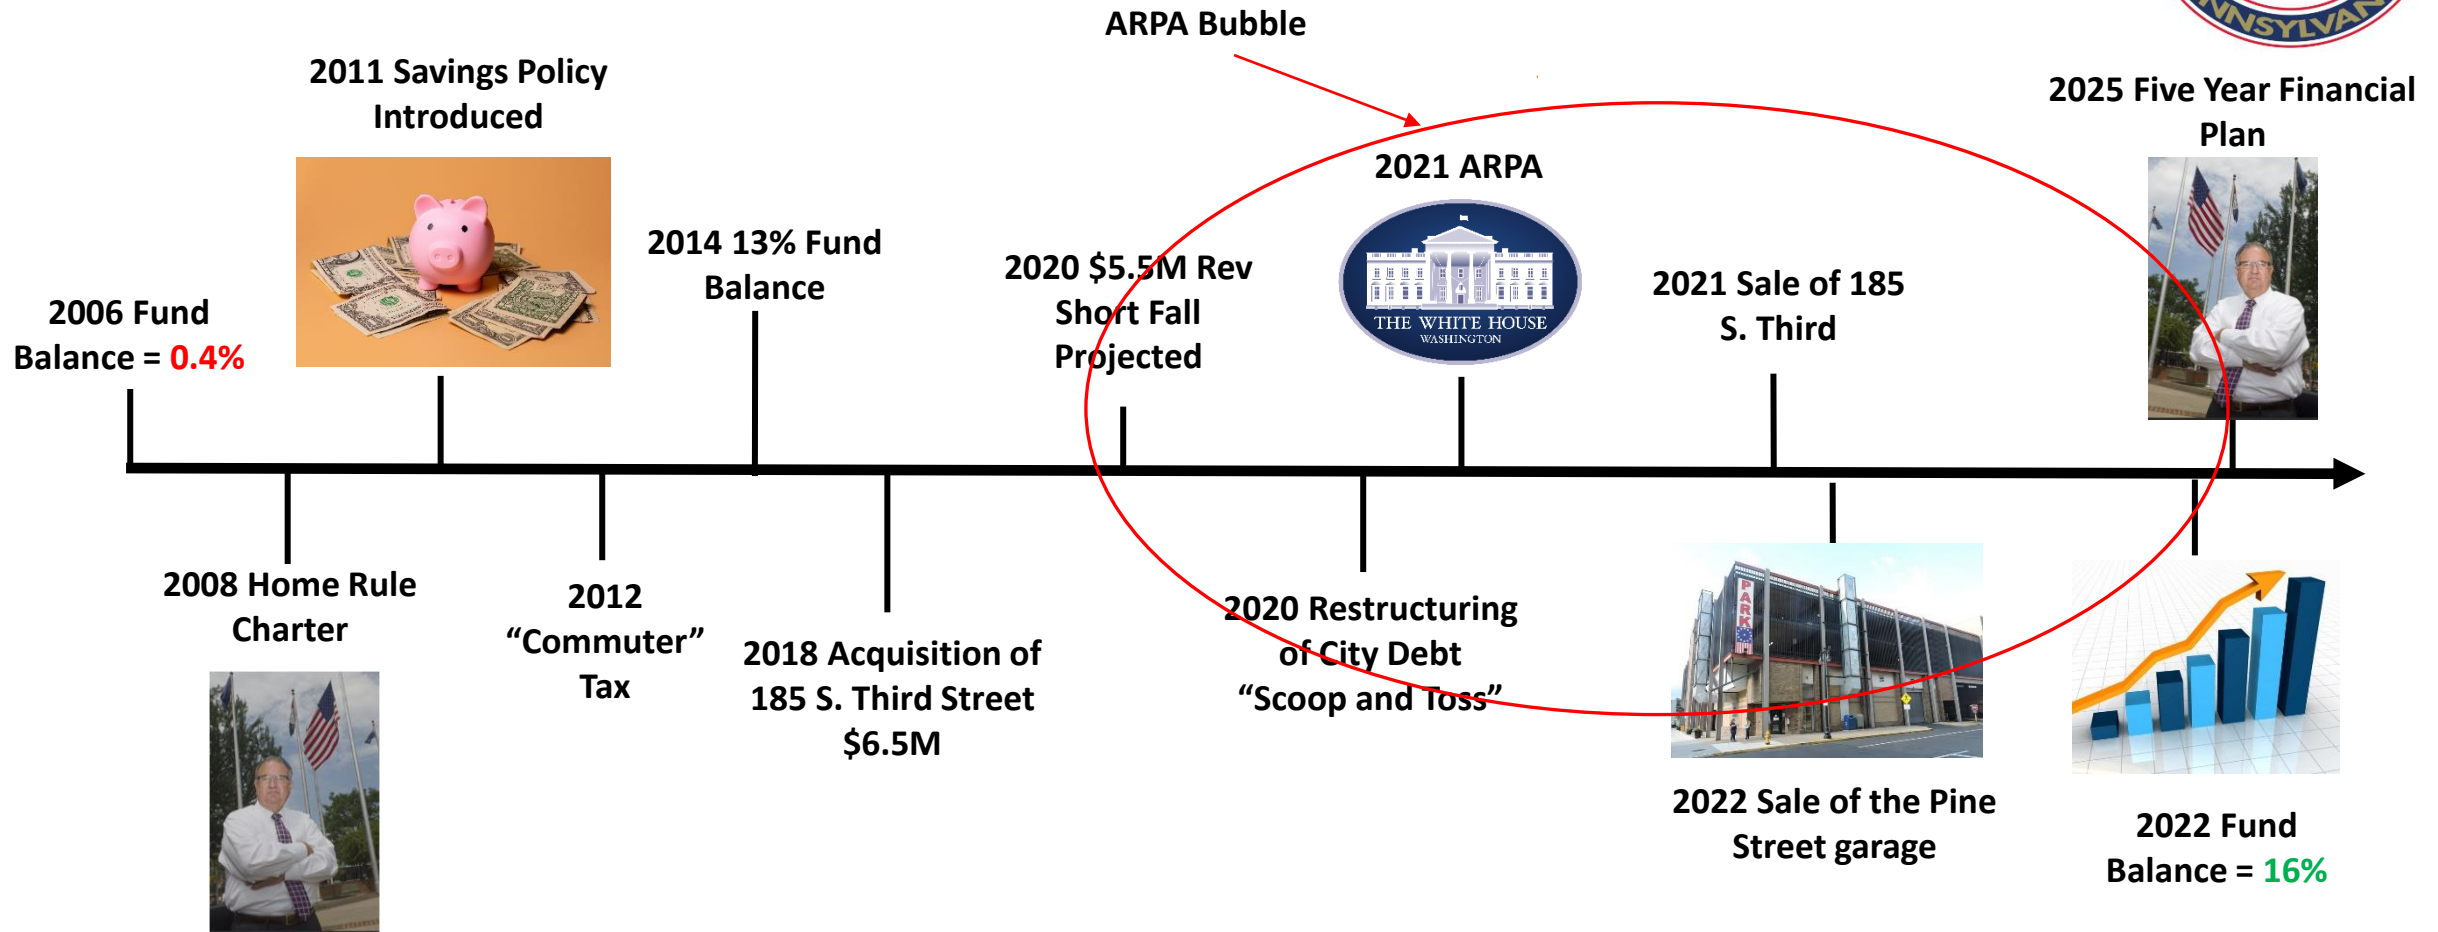 ARPA Bubble
NNSYLVAN
2011 Savings Policy
Introduced
2025 Five Year Financial
Plan
2021 ARPA
THE WHITE HOUSE
WASHINGTON
2014 13% Fund
Balance
2020 $5.5M Rev
Short Fall
Projected
2021 Sale of 185
S. Third
2006 Fund
Balance = 0.4%
2008 Home Rule
Charter
2012
“Commuter”
Tax
2018 Acquisition of
185 S. Third Street
$6.5M
2020 Restructuring
of City Debt
“Scoop and Toss”
PARK
2022 Sale of the Pine
Street garage
2022 Fund
Balance = 16%